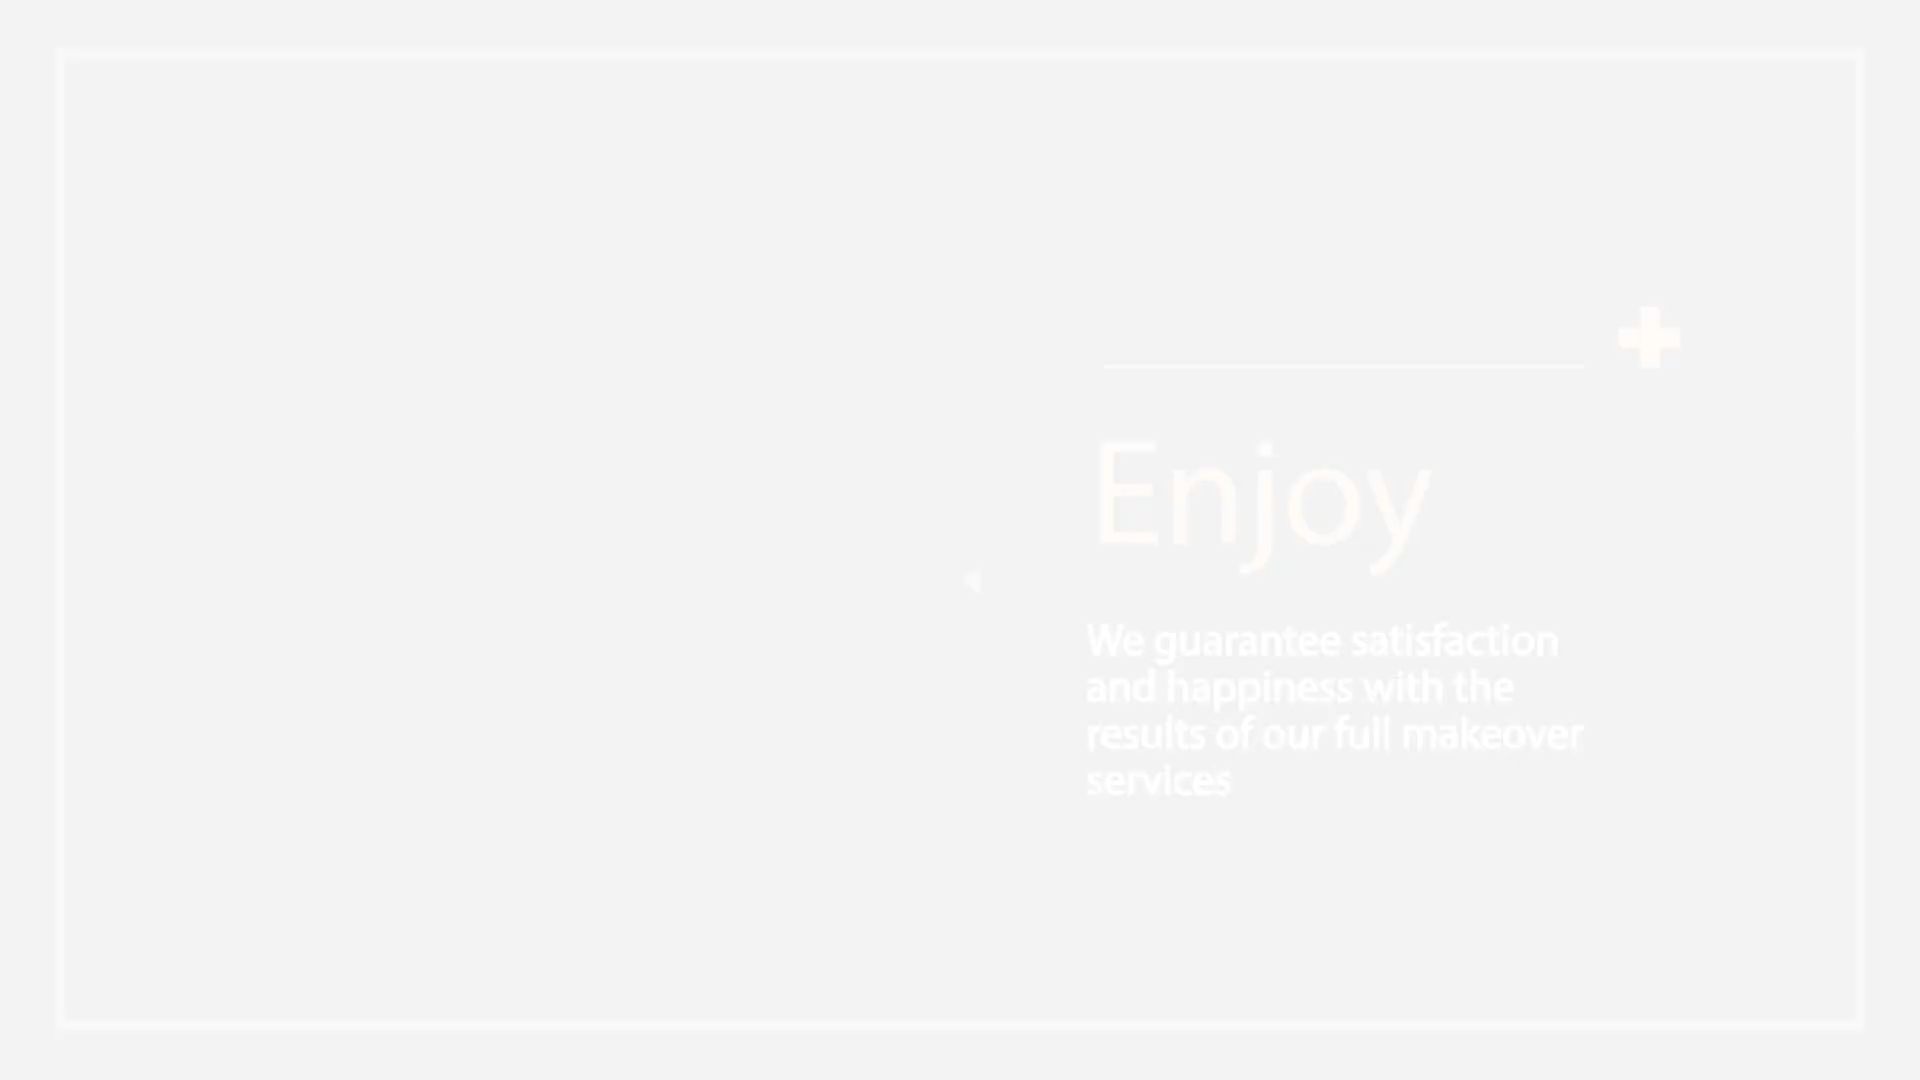 Enjoy
We guarantee satisfaction
and happiness with the
results of our full makeover
services